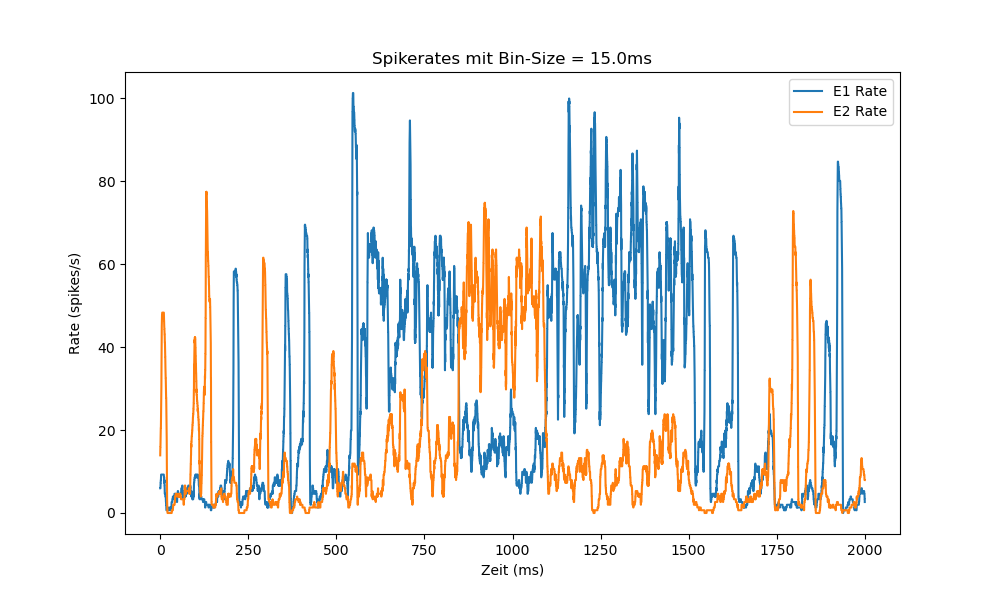 Spikerates mit Bin-Size = 15.0ms
E1 Rate
E2 Rate
Rate (spikes/s)
100
80
60
40
20
0
0 250 500 750 1000 1250 1500 1750 2000
Zeit (ms)